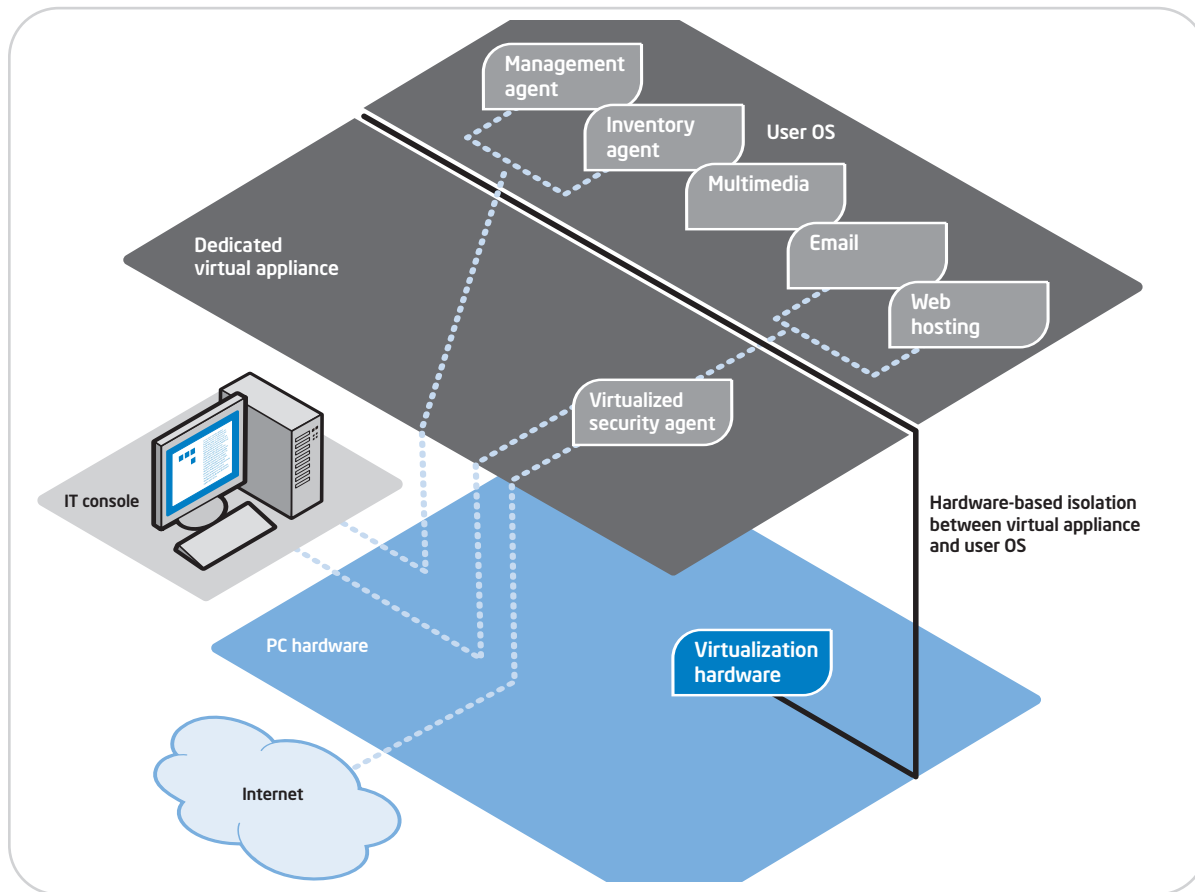 Management
agent
Inventory
agent
User OS
Multimedia
Dedicated
virtual appliance
Email
Web
hosting
Virtualized
security agent
IT console
Hardware-based isolation
between virtual appliance
and user OS
PC hardware
Virtualization
hardware
Internet